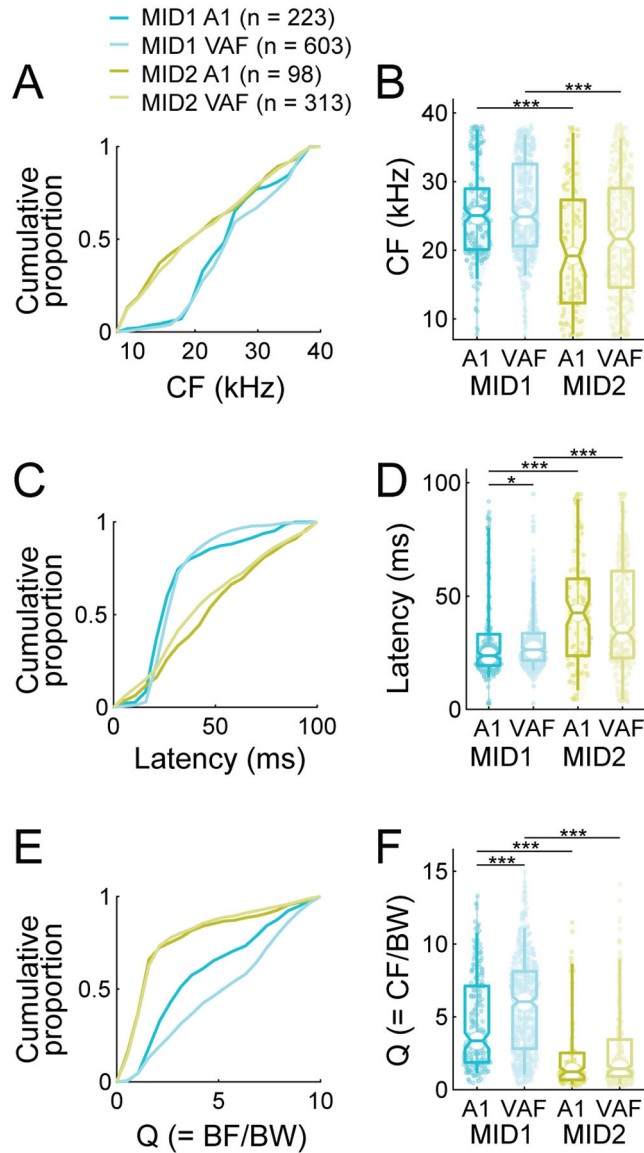 MID1 A1 (n = 223)
MID1 VAF (n = 603)
MID2 A1 (n = 98)
MID2 VAF (n = 313)
A
Cumulative
proportion
1
0.5
0
10 20 30 40
CF (kHz)
B
*** ***
CF (kHz)
40
30
20
10
A1 VAF A1 VAF
MID1 MID2
C
Cumulative
proportion
1
0.5
0
0 50 100
Latency (ms)
D
***
***
*
Latency (ms)
100
50
0
A1 VAF A1 VAF
MID1 MID2
E
Cumulative
proportion
1
0.5
0
0 5 10
Q (= BF/BW)
F
***
***
***
Q (= CF/BW)
15
10
5
0
A1 VAF A1 VAF
MID1 MID2